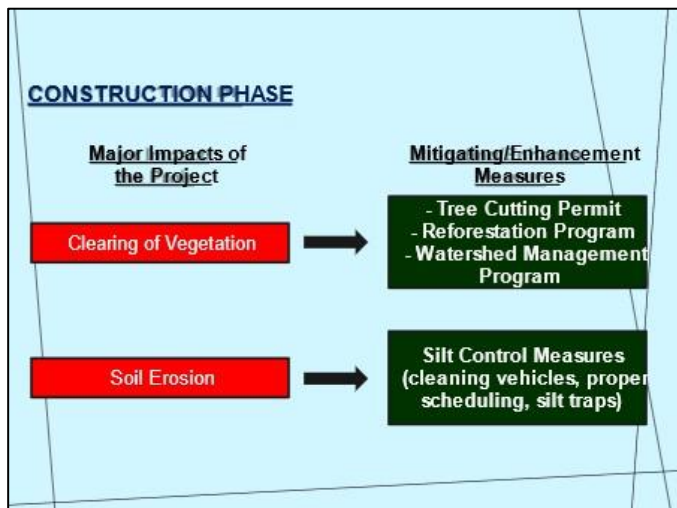 CONSTRUCTION PHASE
Major Impacts of
the Project
Mitigating/Enhancement
Measures
Clearing of Vegetation
- Tree Cutting Permit
- Reforestation Program
- Watershed Management
Program
Soil Erosion
Silt Control Measures
(cleaning vehicles, proper
scheduling, silt traps)